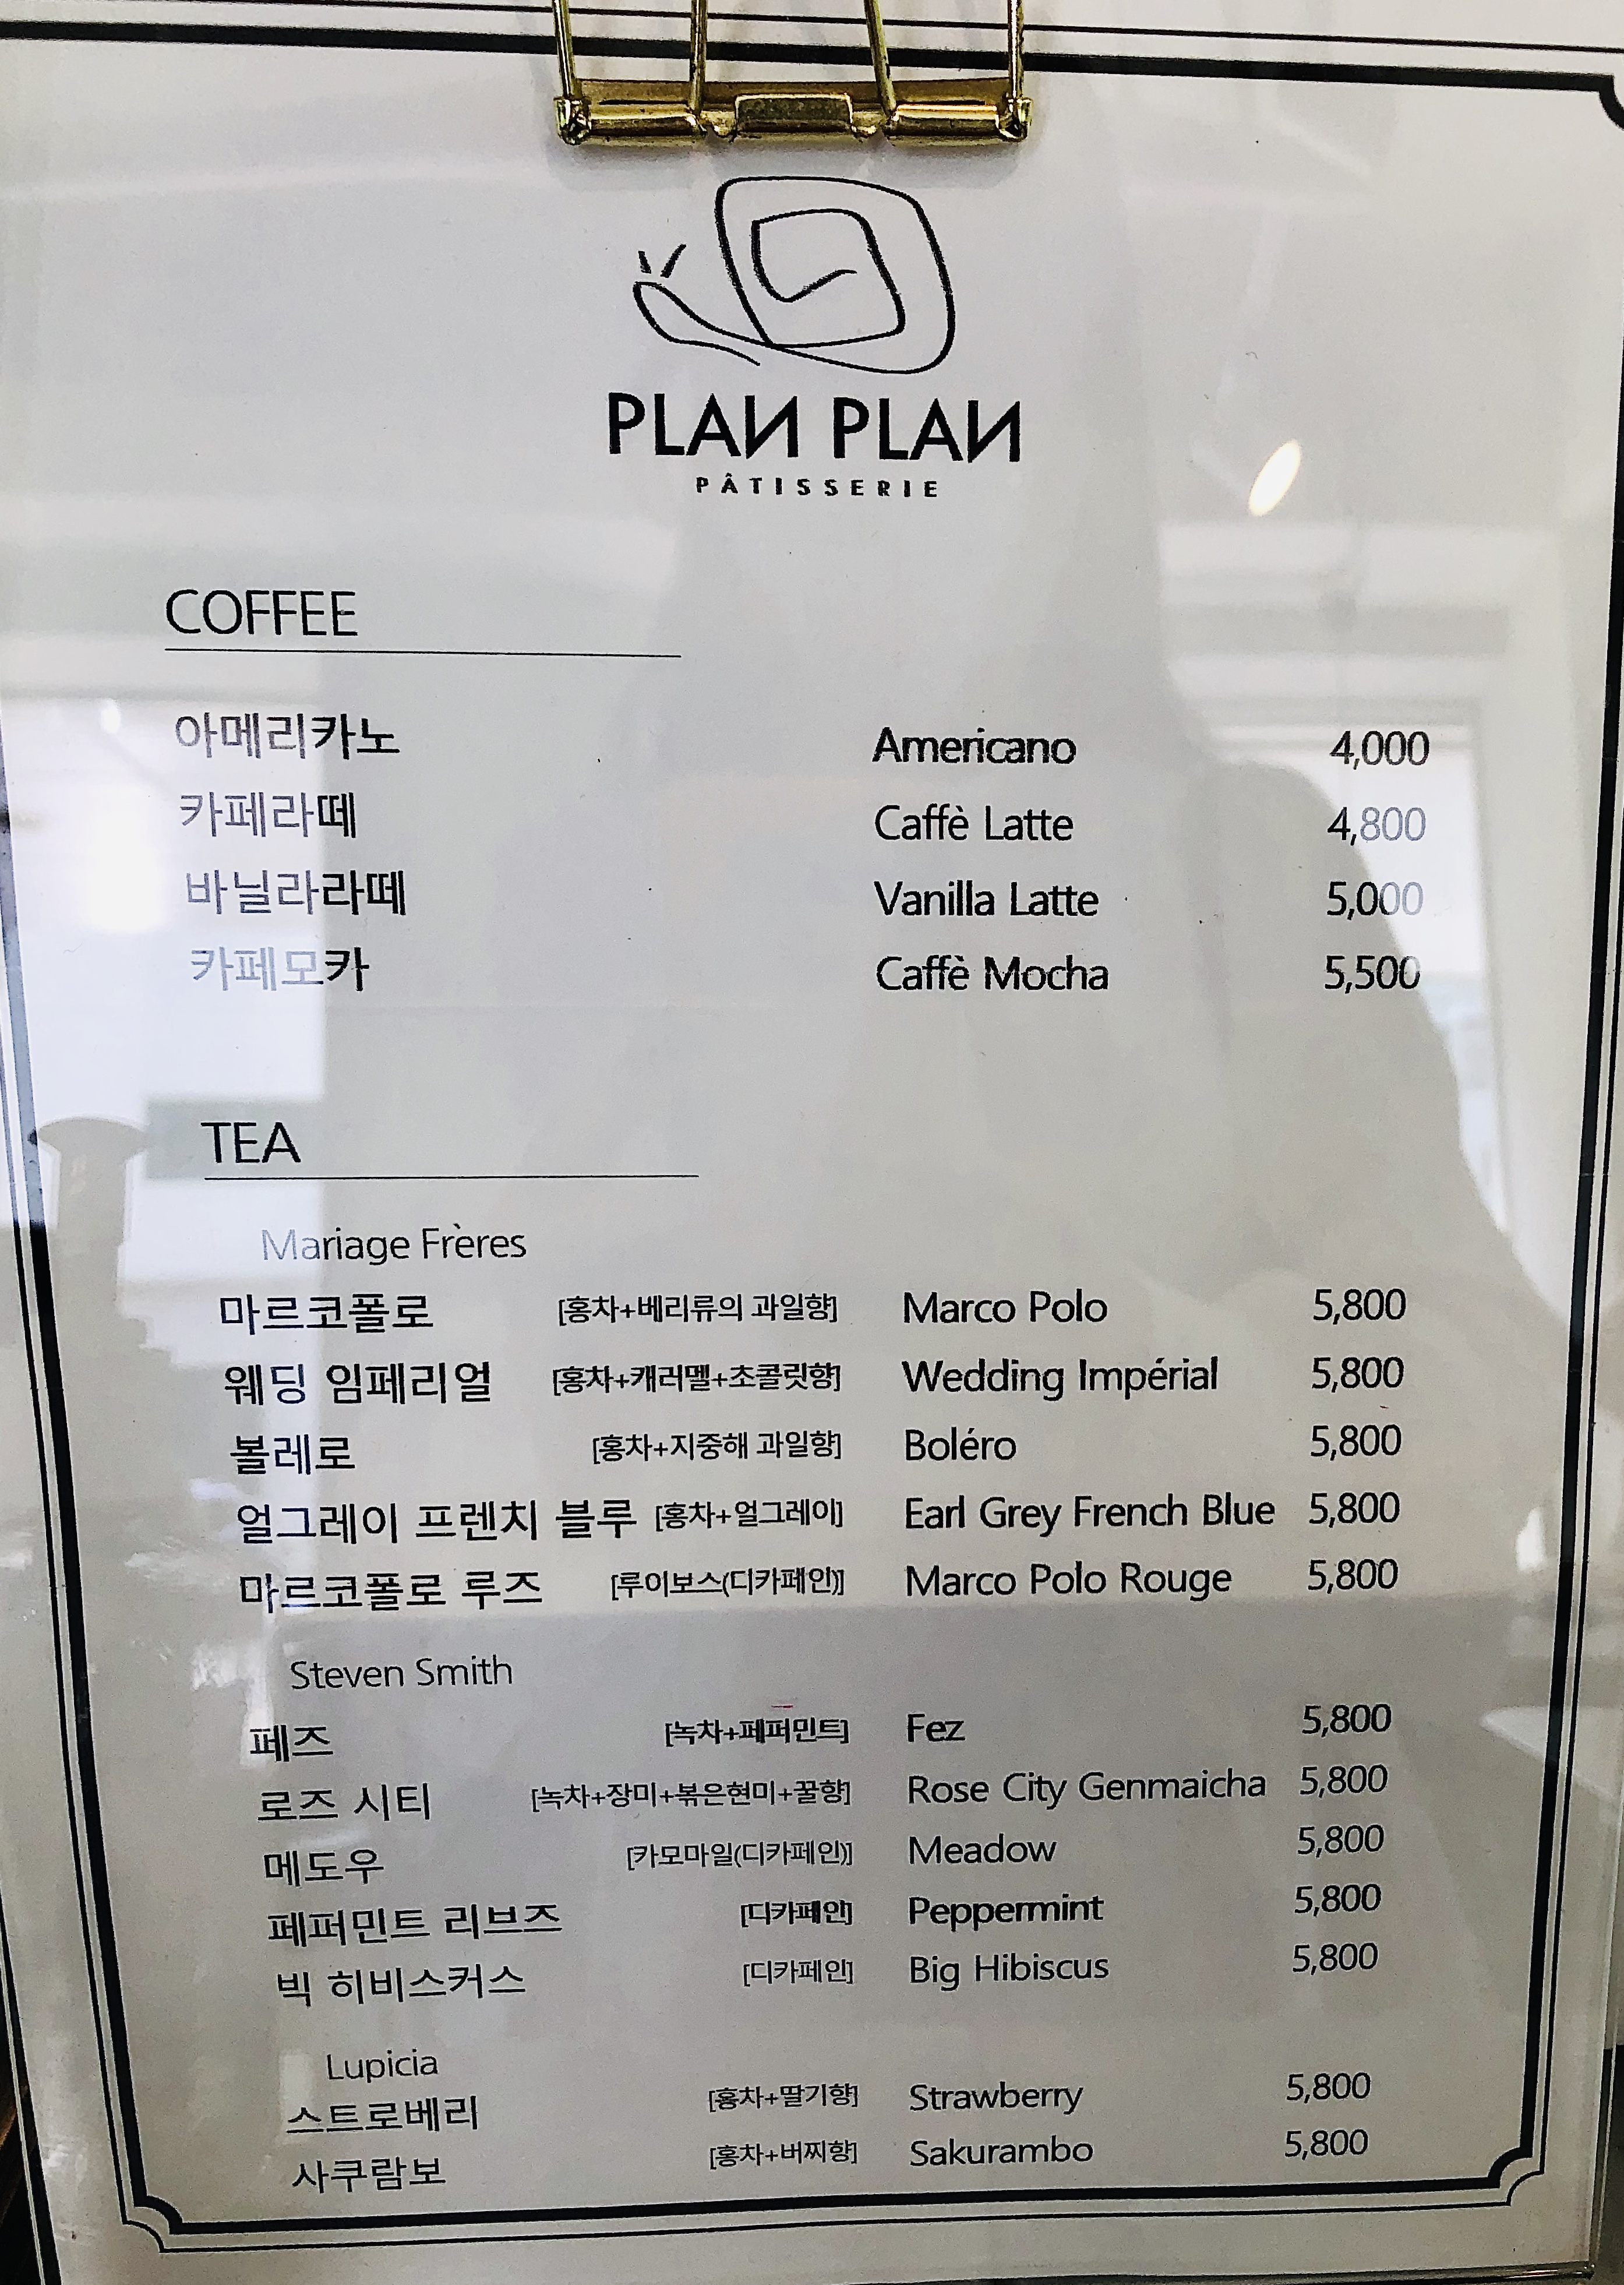 PLAN PLAN
PÂTISSERIE
COFFEE
아메리카노 Americano 4,000
카페라떼 Caffè Latte 4,800
바닐라라떼 Vanilla Latte 5,000
카페모카 Caffè Mocha 5,500
TEA
Mariage Frères
마르코폴로 [홍차+베리류의 과일향] Marco Polo 5,800
웨딩 임페리얼 [홍차+캐러멜+초콜릿향] Wedding Impérial 5,800
볼레로 [홍차+지중해 과일향] Boléro 5,800
얼그레이 프렌치 블루 [홍차+얼그레이] Earl Grey French Blue 5,800
마르코폴로 루즈 [루이보스(디카페인)] Marco Polo Rouge 5,800
Steven Smith
페즈 [녹차+페퍼민트] Fez 5,800
로즈 시티 [녹차+장미+볶은현미+꿀향] Rose City Genmaicha 5,800
메도우 [카모마일(디카페인)] Meadow 5,800
페퍼민트 리브즈 [디카페인] Peppermint 5,800
빅 히비스커스 [디카페인] Big Hibiscus 5,800
Lupicia
스트로베리 [홍차+딸기향] Strawberry 5,800
사쿠람보 [홍차+버찌향] Sakurambo 5,800